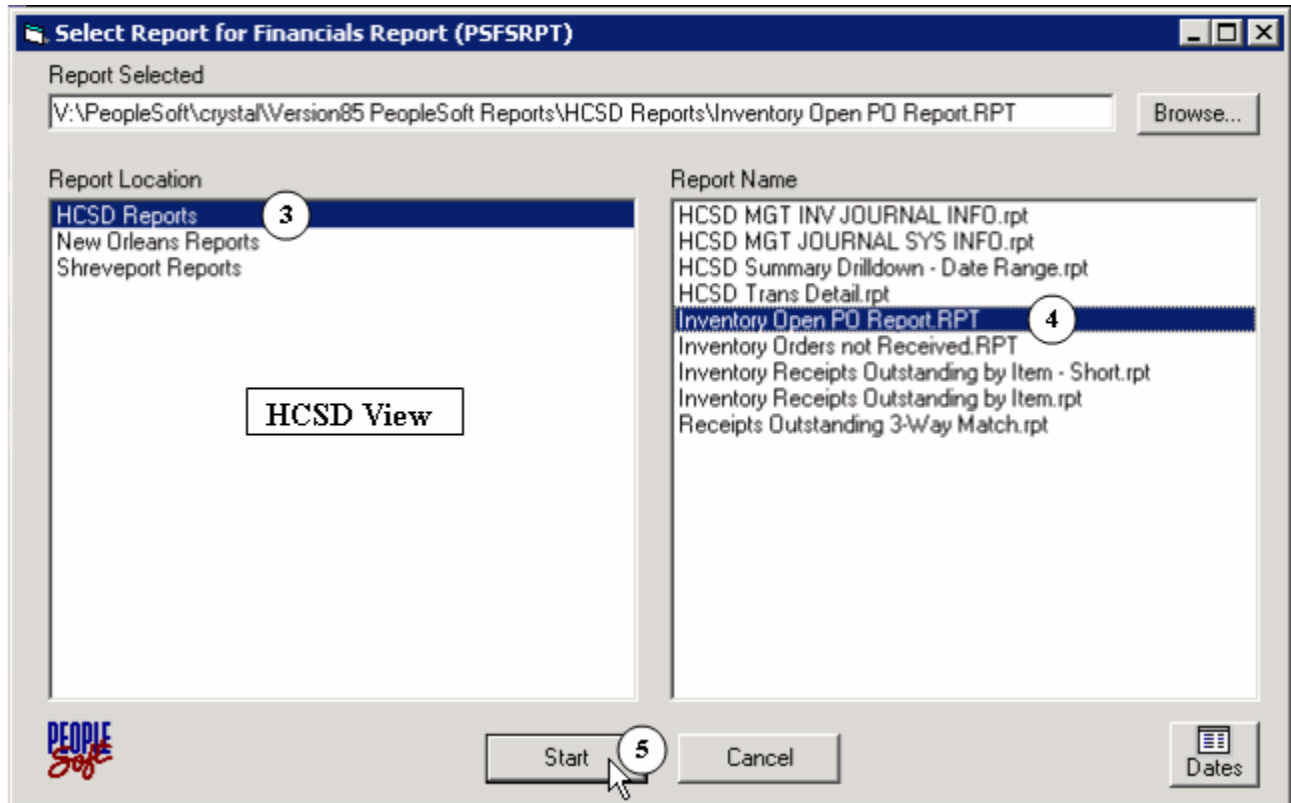 Select Report for Financials Report (PSFSRPT)
Report Selected
V:\PeopleSoft\crystal\Version85 PeopleSoft Reports\HCSD Reports\Inventory Open PO Report.RPT
Browse...
Report Location
HCSD Reports
3
New Orleans Reports
Shreveport Reports
HCSD View
Report Name
HCSD MGT INV JOURNAL INFO.rpt
HCSD MGT JOURNAL SYS INFO.rpt
HCSD Summary Drilldown - Date Range.rpt
HCSD Trans Detail.rpt
Inventory Open PO Report.RPT
4
Inventory Orders not Received.RPT
Inventory Receipts Outstanding by Item - Short.rpt
Inventory Receipts Outstanding by Item.rpt
Receipts Outstanding 3-Way Match.rpt
PEOPLE
Soft
Start
5
Cancel
Dates